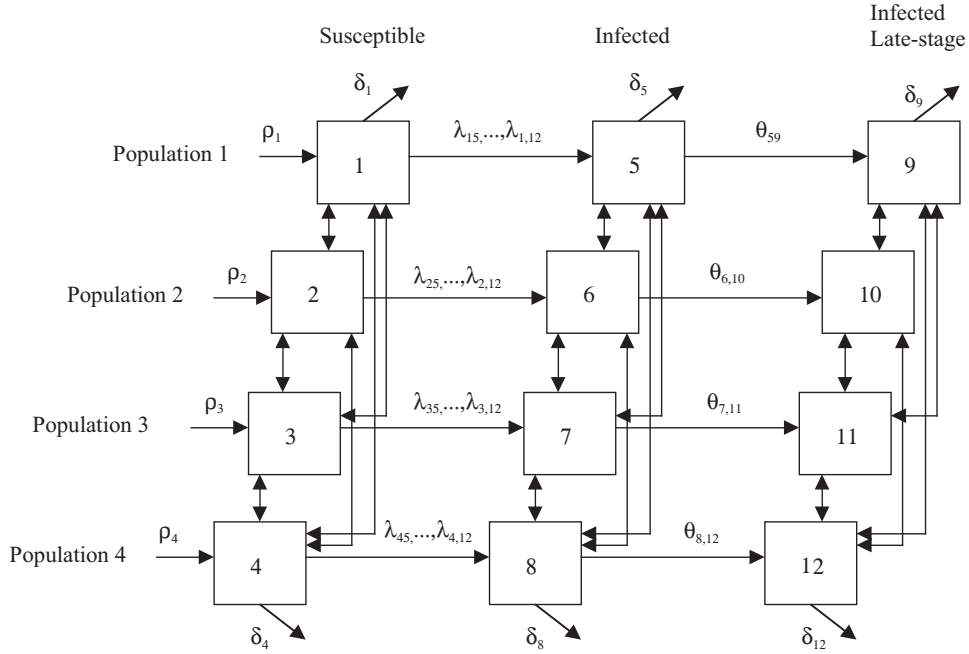 Susceptible Infected Infected
Late-stage
δ1 δ5 δ9
Population 1 ρ1 1 λ15,...,λ1,12 5 θ59 9
Population 2 ρ2 2 λ25,...,λ2,12 6 θ6,10 10
Population 3 ρ3 3 λ35,...,λ3,12 7 θ7,11 11
Population 4 ρ4 4 λ45,...,λ4,12 8 θ8,12 12
δ4 δ8 δ12